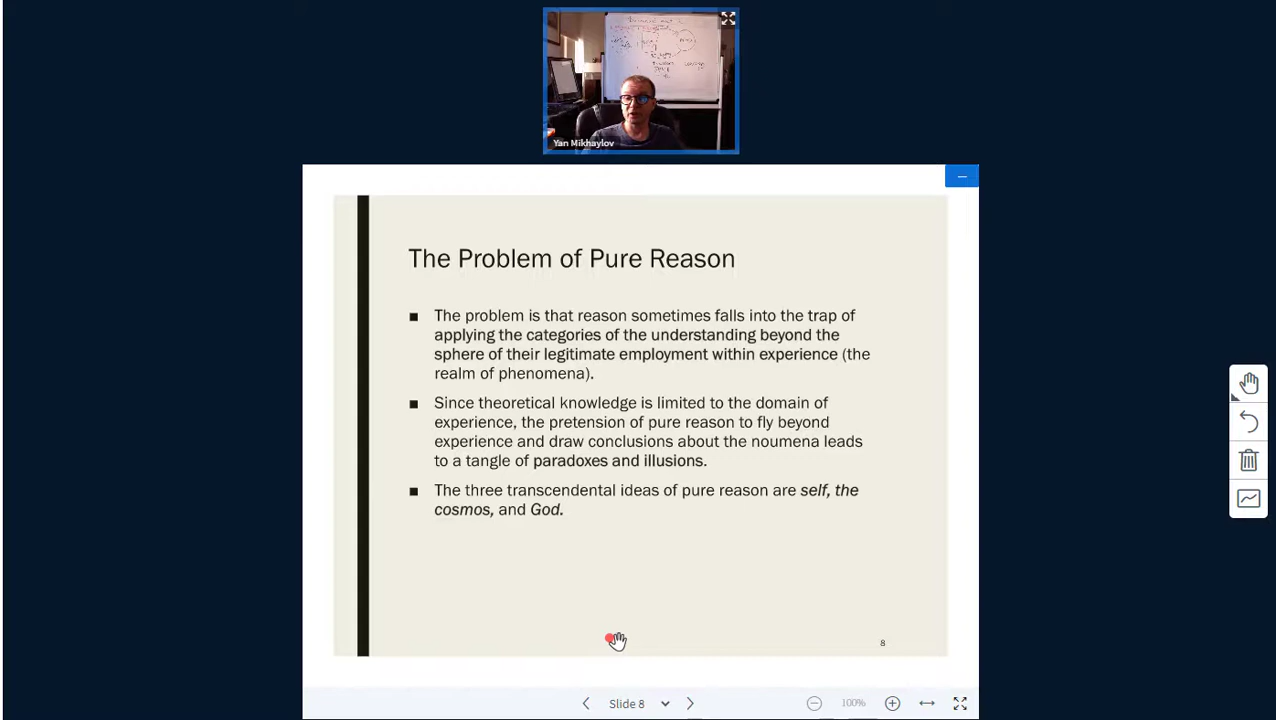 Yan Mikhaylov
The Problem of Pure Reason
■ The problem is that reason sometimes falls into the trap of
applying the categories of the understanding beyond the
sphere of their legitimate employment within experience (the
realm of phenomena).
■ Since theoretical knowledge is limited to the domain of
experience, the pretension of pure reason to fly beyond
experience and draw conclusions about the noumena leads
to a tangle of paradoxes and illusions.
■ The three transcendental ideas of pure reason are self, the
cosmos, and God.
8
Slide 8
100%